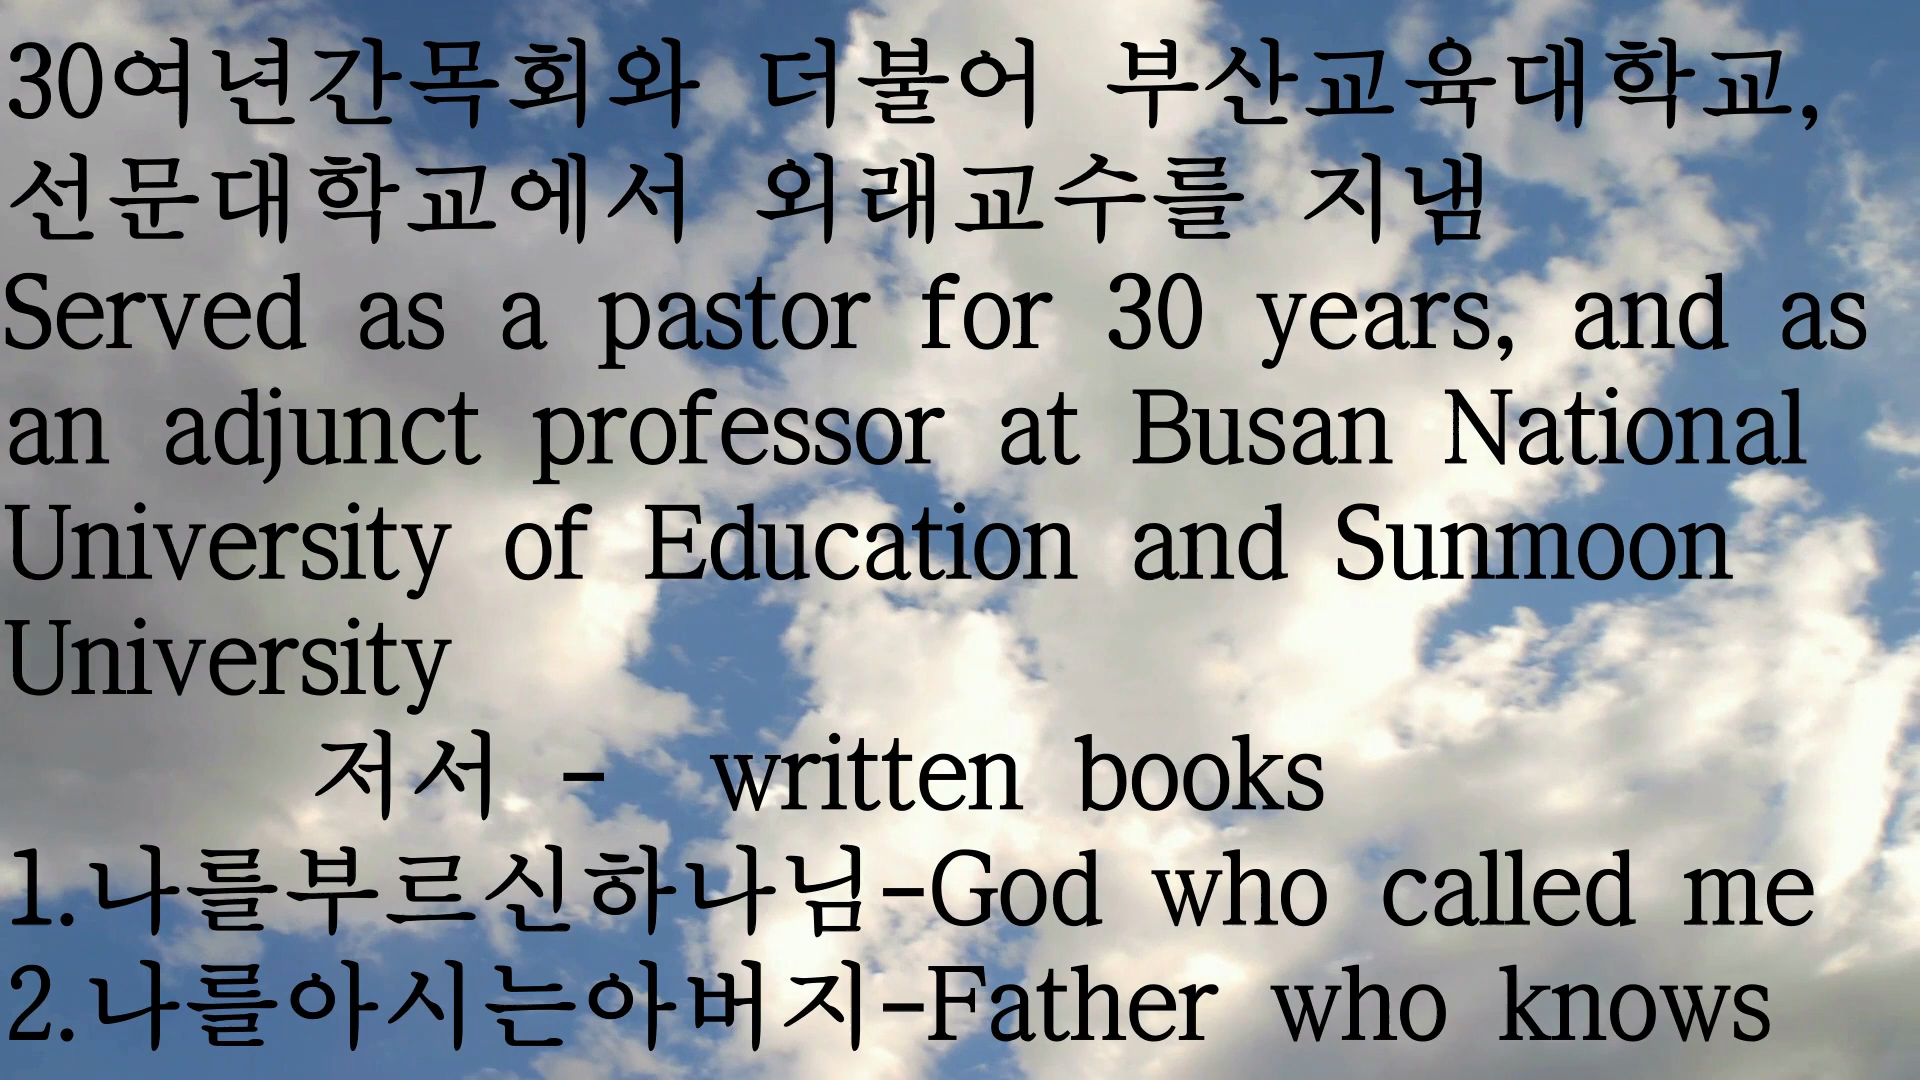 30여년간목회와 더불어 부산교육대학교,
선문대학교에서 외래교수를 지냄
Served as a pastor for 30 years, and as
an adjunct professor at Busan National
University of Education and Sunmoon
University
저서 - written books
1.나를부르신하나님-God who called me
2.나를아시는아버지-Father who knows